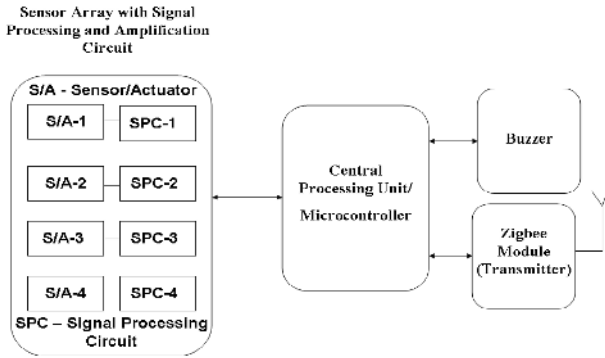 Sensor Array with Signal
Processing and Amplification
Circuit
S/A - Sensor/Actuator
S/A-1 SPC-1
S/A-2 SPC-2
S/A-3 SPC-3
S/A-4 SPC-4
SPC – Signal Processing
Circuit
Central
Processing Unit/
Microcontroller
Buzzer
Zigbee
Module
(Transmitter)